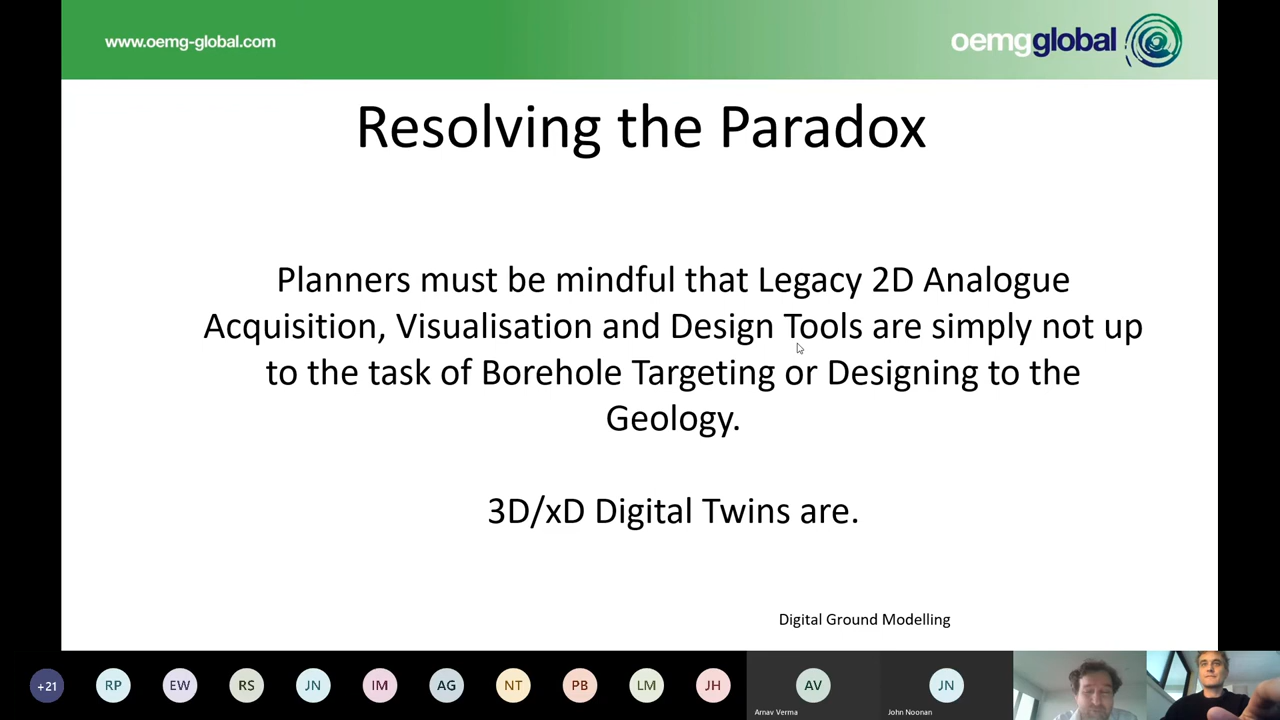 www.oemg-global.com
oemgglobal
Resolving the Paradox
Planners must be mindful that Legacy 2D Analogue
Acquisition, Visualisation and Design Tools are simply not up
to the task of Borehole Targeting or Designing to the
Geology.
3D/xD Digital Twins are.
Digital Ground Modelling
+21
RP
EW
RS
JN
IM
AG
NT
PB
LM
JH
AV
JN
Arnav Verma
John Noonan